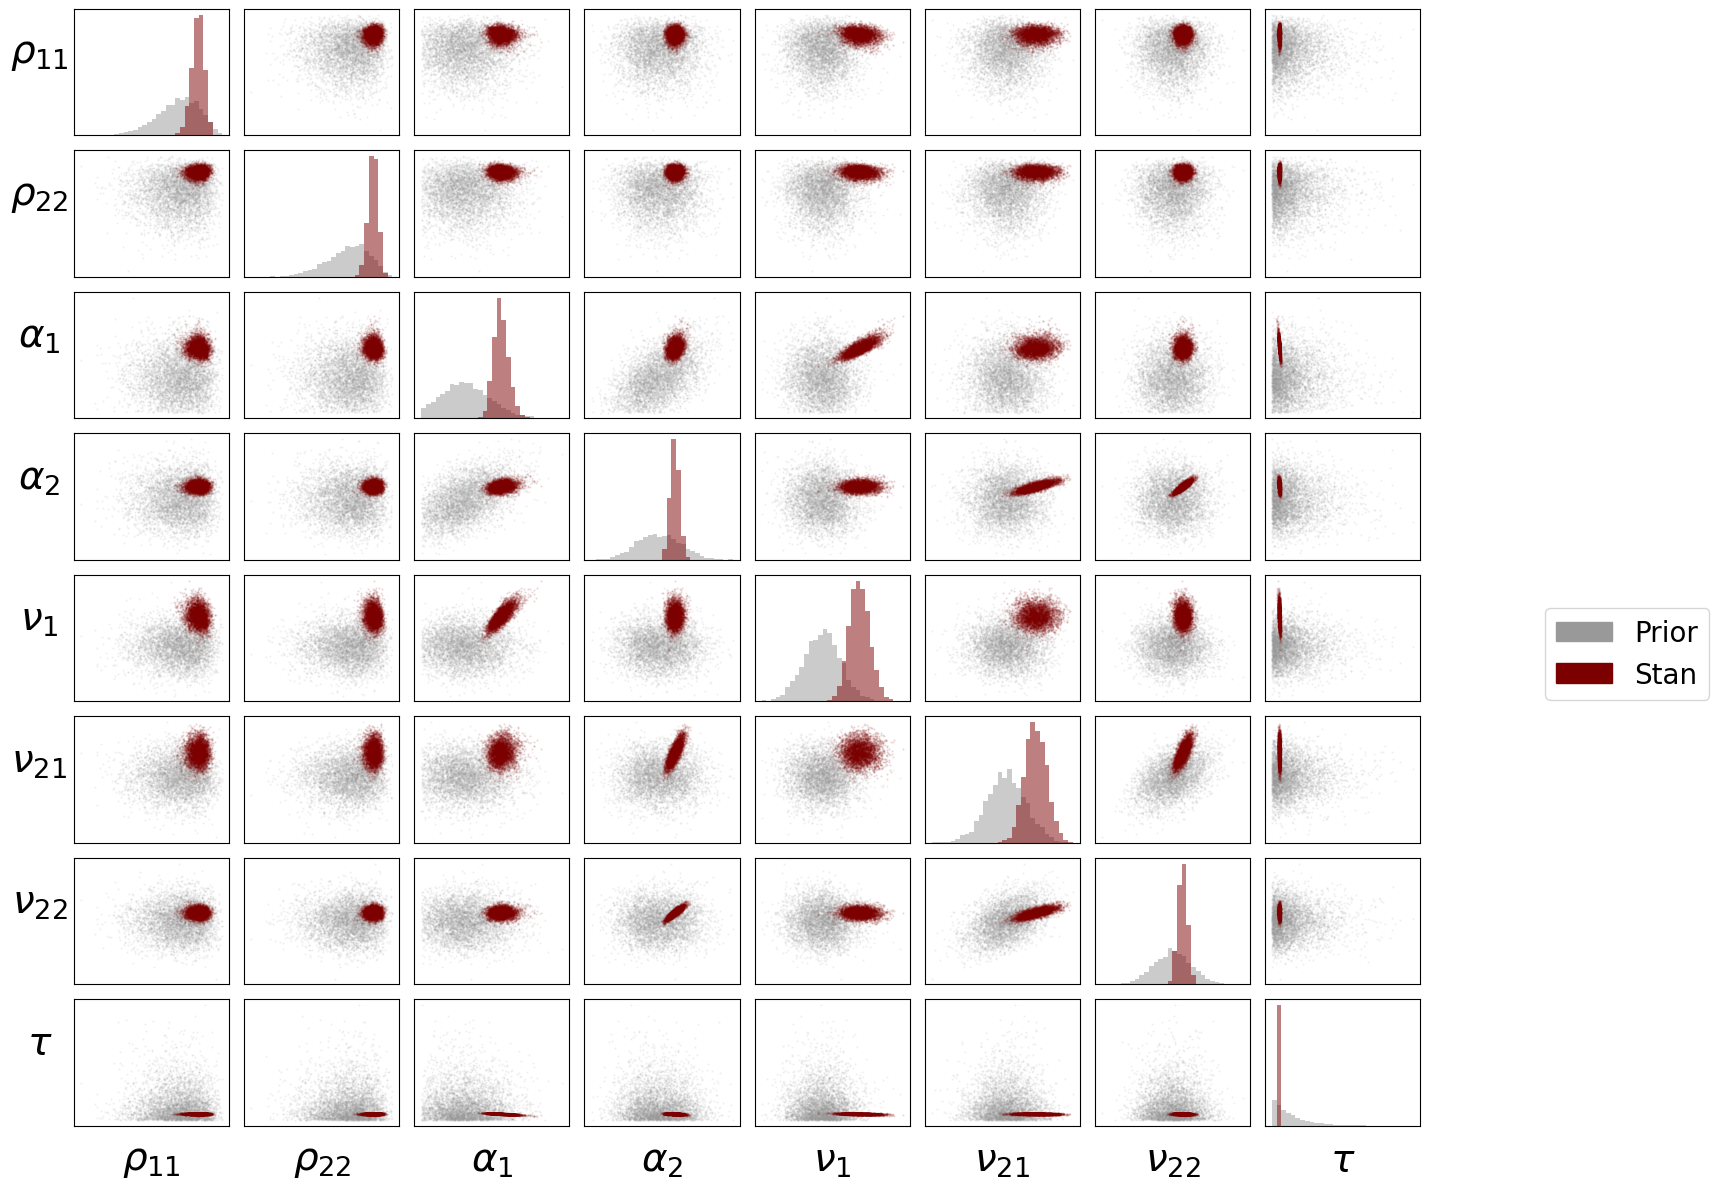 ρ₁₁
ρ₂₂
α₁
α₂
ν₁
ν₂₁
ν₂₂
τ
ρ₁₁ ρ₂₂ α₁ α₂ ν₁ ν₂₁ ν₂₂ τ
Prior
Stan